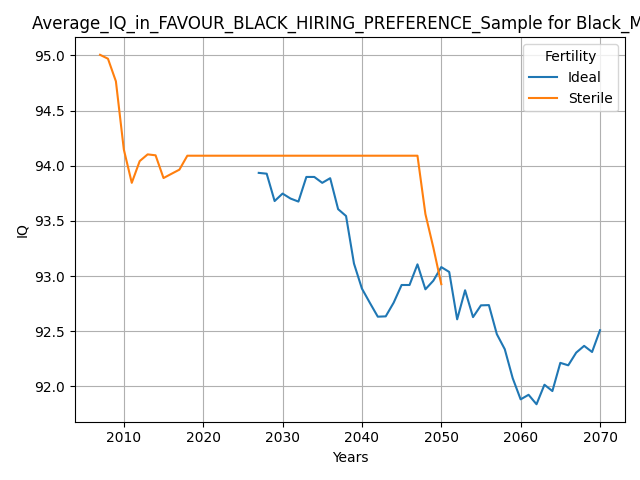 Average_IQ_in_FAVOUR_BLACK_HIRING_PREFERENCE_Sample for Black_M
95.0
94.5
94.0
93.5
93.0
92.5
92.0
IQ
Fertility
Ideal
Sterile
2010 2020 2030 2040 2050 2060 2070
Years